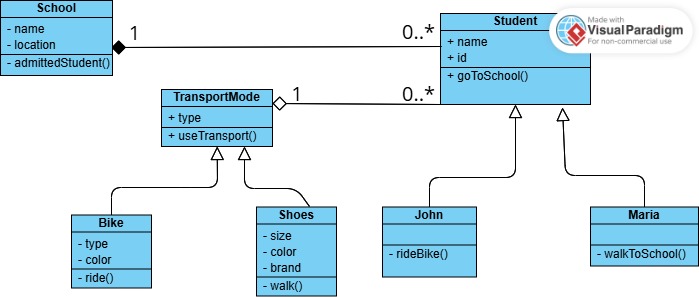 School
- name
- location
- admittedStudent()
1
0..*
Student
+ name
+ id
+ goToSchool()
Made with
Visual Paradigm
For non-commercial use
TransportMode
+ type
+ useTransport()
1
0..*
Bike
- type
- color
- ride()
Shoes
- size
- color
- brand
- walk()
John
- rideBike()
Maria
- walkToSchool()